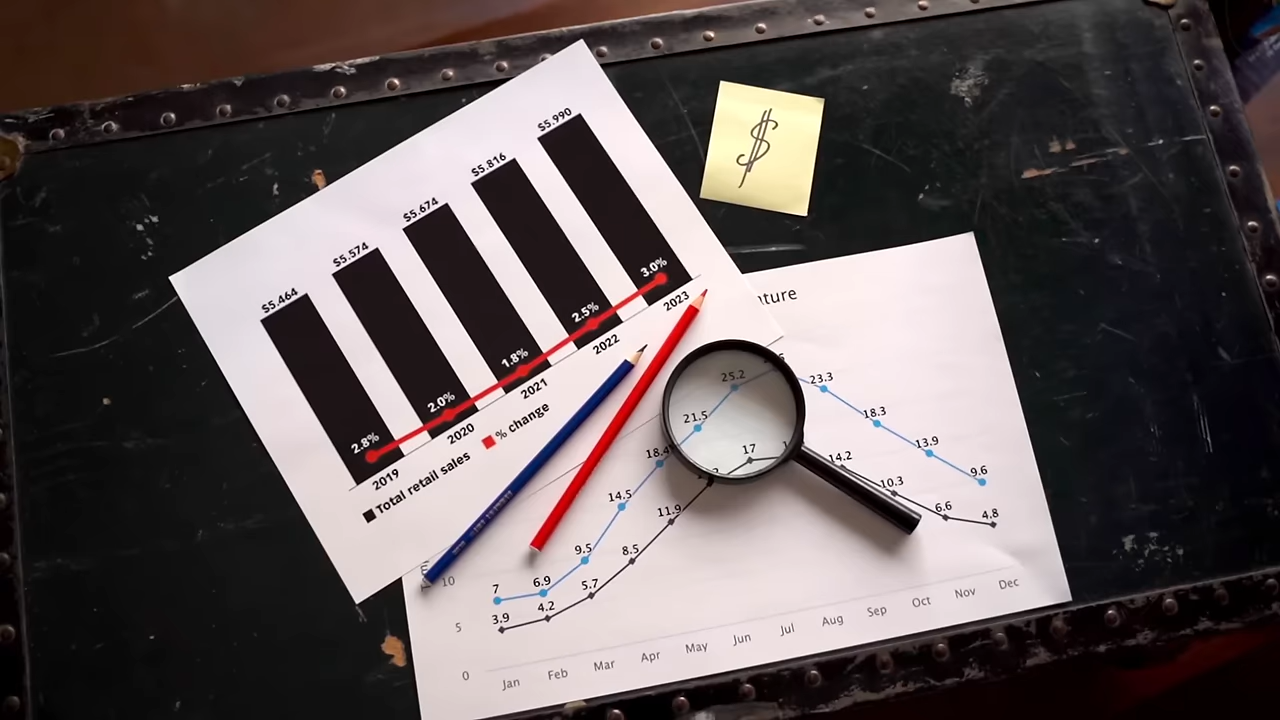 $5.464 $5.574 $5.674 $5.816 $5.990
2.8% 2.0% 1.8% 2.5% 3.0%
2019 2020 2021 2022 2023
Total retail sales % change
$
7 6.9 9.5 14.5 18.4 21.5 25.2 23.3 18.3 13.9 9.6
3.9 4.2 5.7 8.5 11.9 17 14.2 10.3 6.6 4.8
10
5
0
Jan Feb Mar Apr May Jun Jul Aug Sep Oct Nov Dec